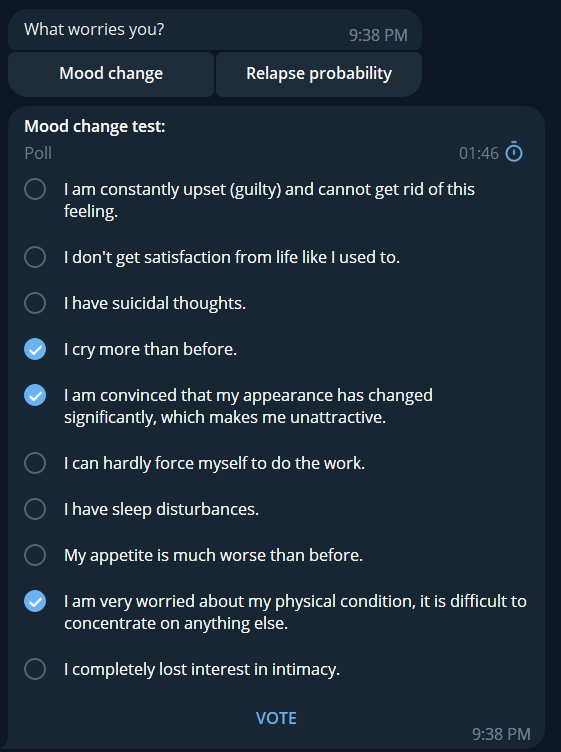 What worries you?
9:38 PM
Mood change
Relapse probability
Mood change test:
Poll
01:46
I am constantly upset (guilty) and cannot get rid of this
feeling.
I don't get satisfaction from life like I used to.
I have suicidal thoughts.
I cry more than before.
I am convinced that my appearance has changed
significantly, which makes me unattractive.
I can hardly force myself to do the work.
I have sleep disturbances.
My appetite is much worse than before.
I am very worried about my physical condition, it is difficult to
concentrate on anything else.
I completely lost interest in intimacy.
VOTE
9:38 PM